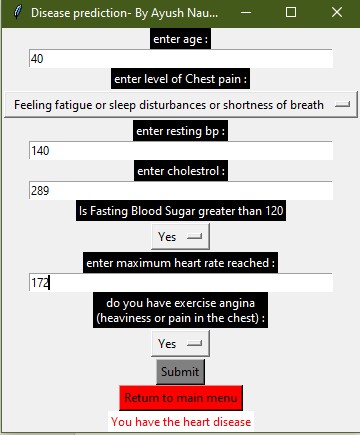 Disease prediction- By Ayush Nau...
enter age :
40
enter level of Chest pain :
Feeling fatigue or sleep disturbances or shortness of breath
enter resting bp :
140
enter cholestrol :
289
Is Fasting Blood Sugar greater than 120
Yes
enter maximum heart rate reached :
172
do you have exercise angina
(heaviness or pain in the chest) :
Yes
Submit
Return to main menu
You have the heart disease